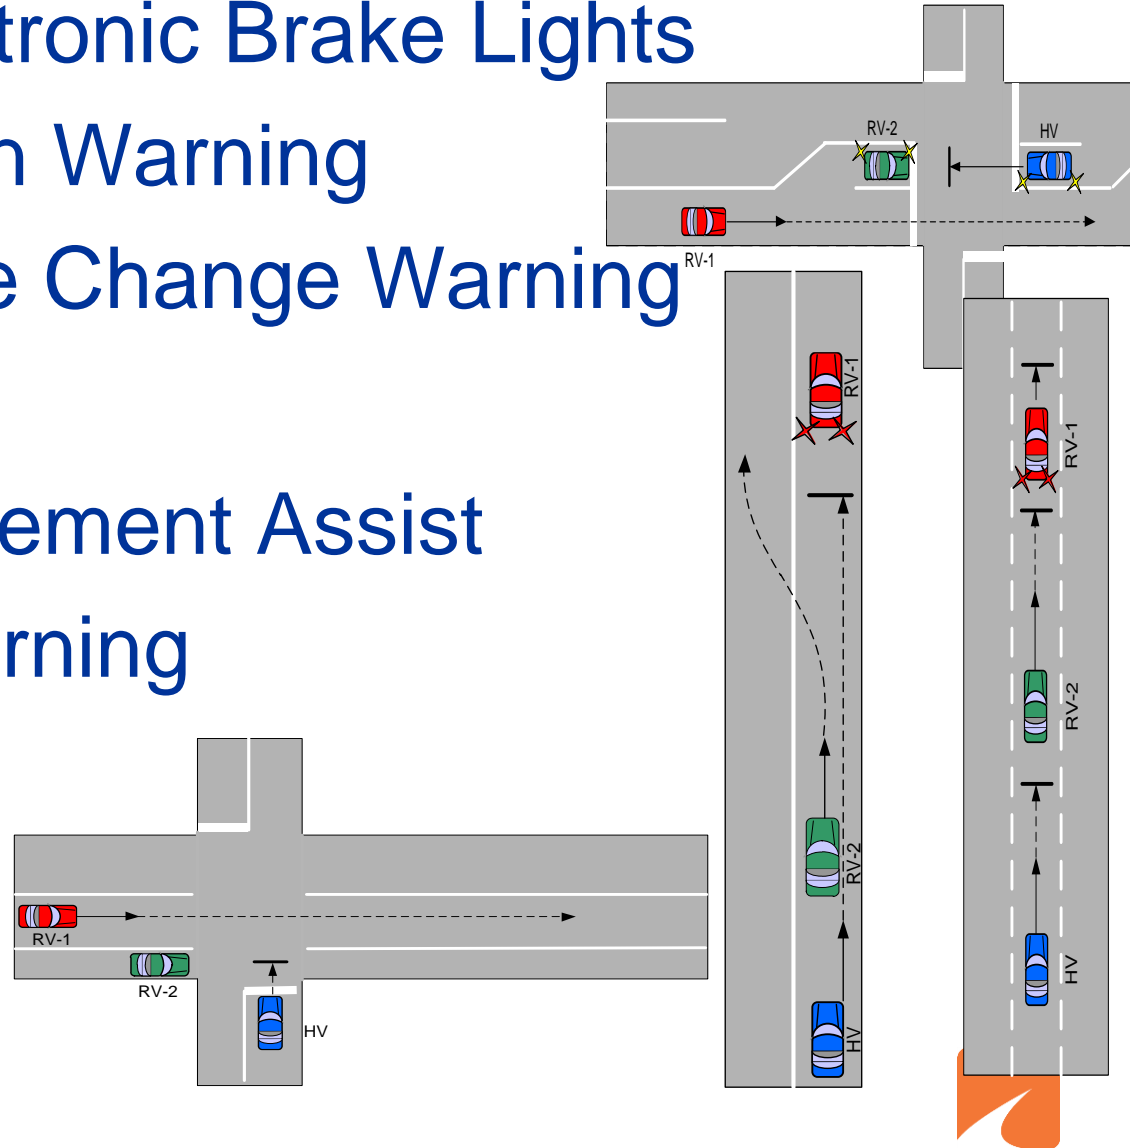 tronic Brake Lights
n Warning
e Change Warning
ement Assist
rning
RV-2
HV
RV-1
RV-1
RV-2
HV
RV-1
RV-2
HV
RV-1
RV-2
HV